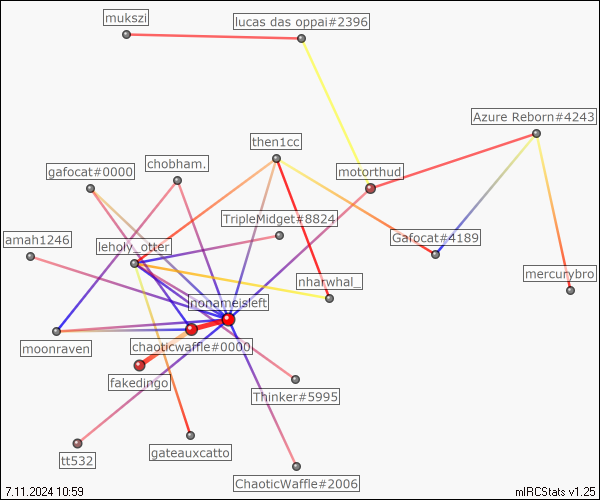 mukszi
lucas das oppai#2396
Azure Reborn#4243
then1cc
chobham.
gafocat#0000
motorthud
TripleMidget#8824
amah1246
Gafocat#4189
leholy_otter
mercurybro
nharwhal_
nonameisleft
chaoticwaffle#0000
moonraven
fakedingo
Thinker#5995
gateauxcatto
tt532
ChaoticWaffle#2006
7.11.2024 10:59
mIRCStats v1.25